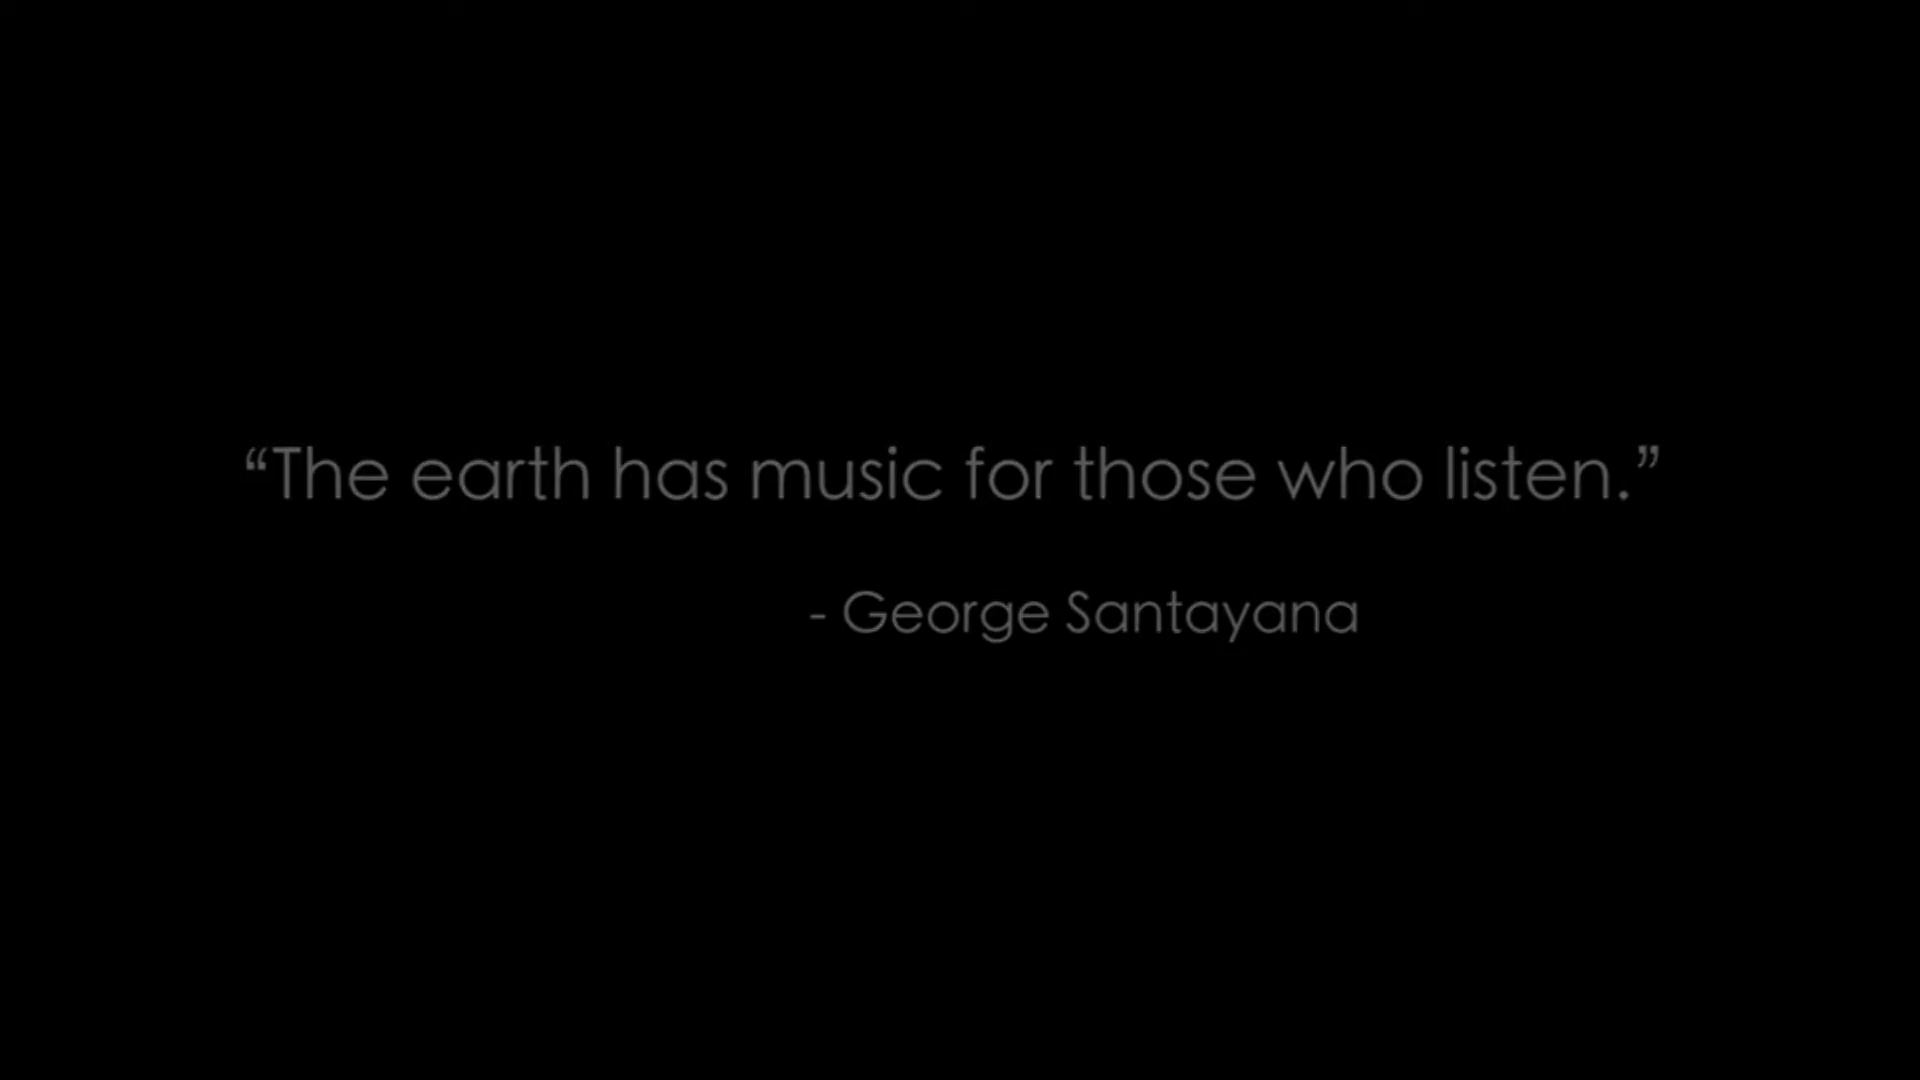 “The earth has music for those who listen.”
- George Santayana